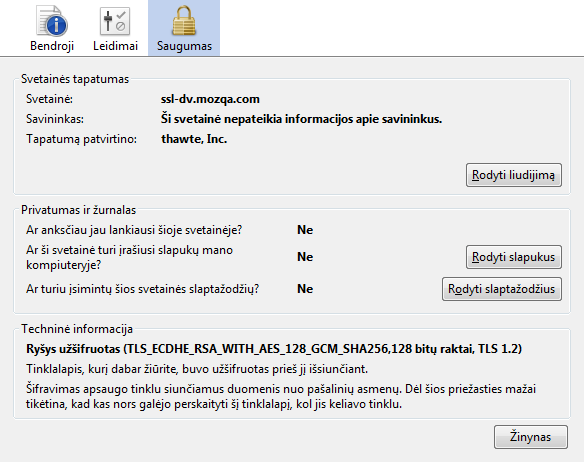 Bendroji Leidimai Saugumas
Svetainės tapatumas
Svetainė: ssl-dv.mozqa.com
Savininkas: Ši svetainė nepateikia informacijos apie savininkus.
Tapatumą patvirtino: thawte, Inc.
Rodyti liudijimą
Privatumas ir žurnalas
Ar anksčiau jau lankiausi šioje svetainėje? Ne
Ar ši svetainė turi įrašiusi slapukų mano
kompiuteryje? Ne Rodyti slapukus
Ar turiu įsimintų šios svetainės slaptažodžių? Ne Rodyti slaptažodžius
Techninė informacija
Ryšys užšifruotas (TLS_ECDHE_RSA_WITH_AES_128_GCM_SHA256,128 bitų raktai, TLS 1.2)
Tinklalapis, kurį dabar žiūrite, buvo užšifruotas prieš jį išsiunčiant.
Šifravimas apsaugo tinklu siunčiamus duomenis nuo pašalinių asmenų. Dėl šios priežasties mažai
tikėtina, kad kas nors galėjo perskaityti šį tinklalapį, kol jis keliavo tinklu.
Žinynas